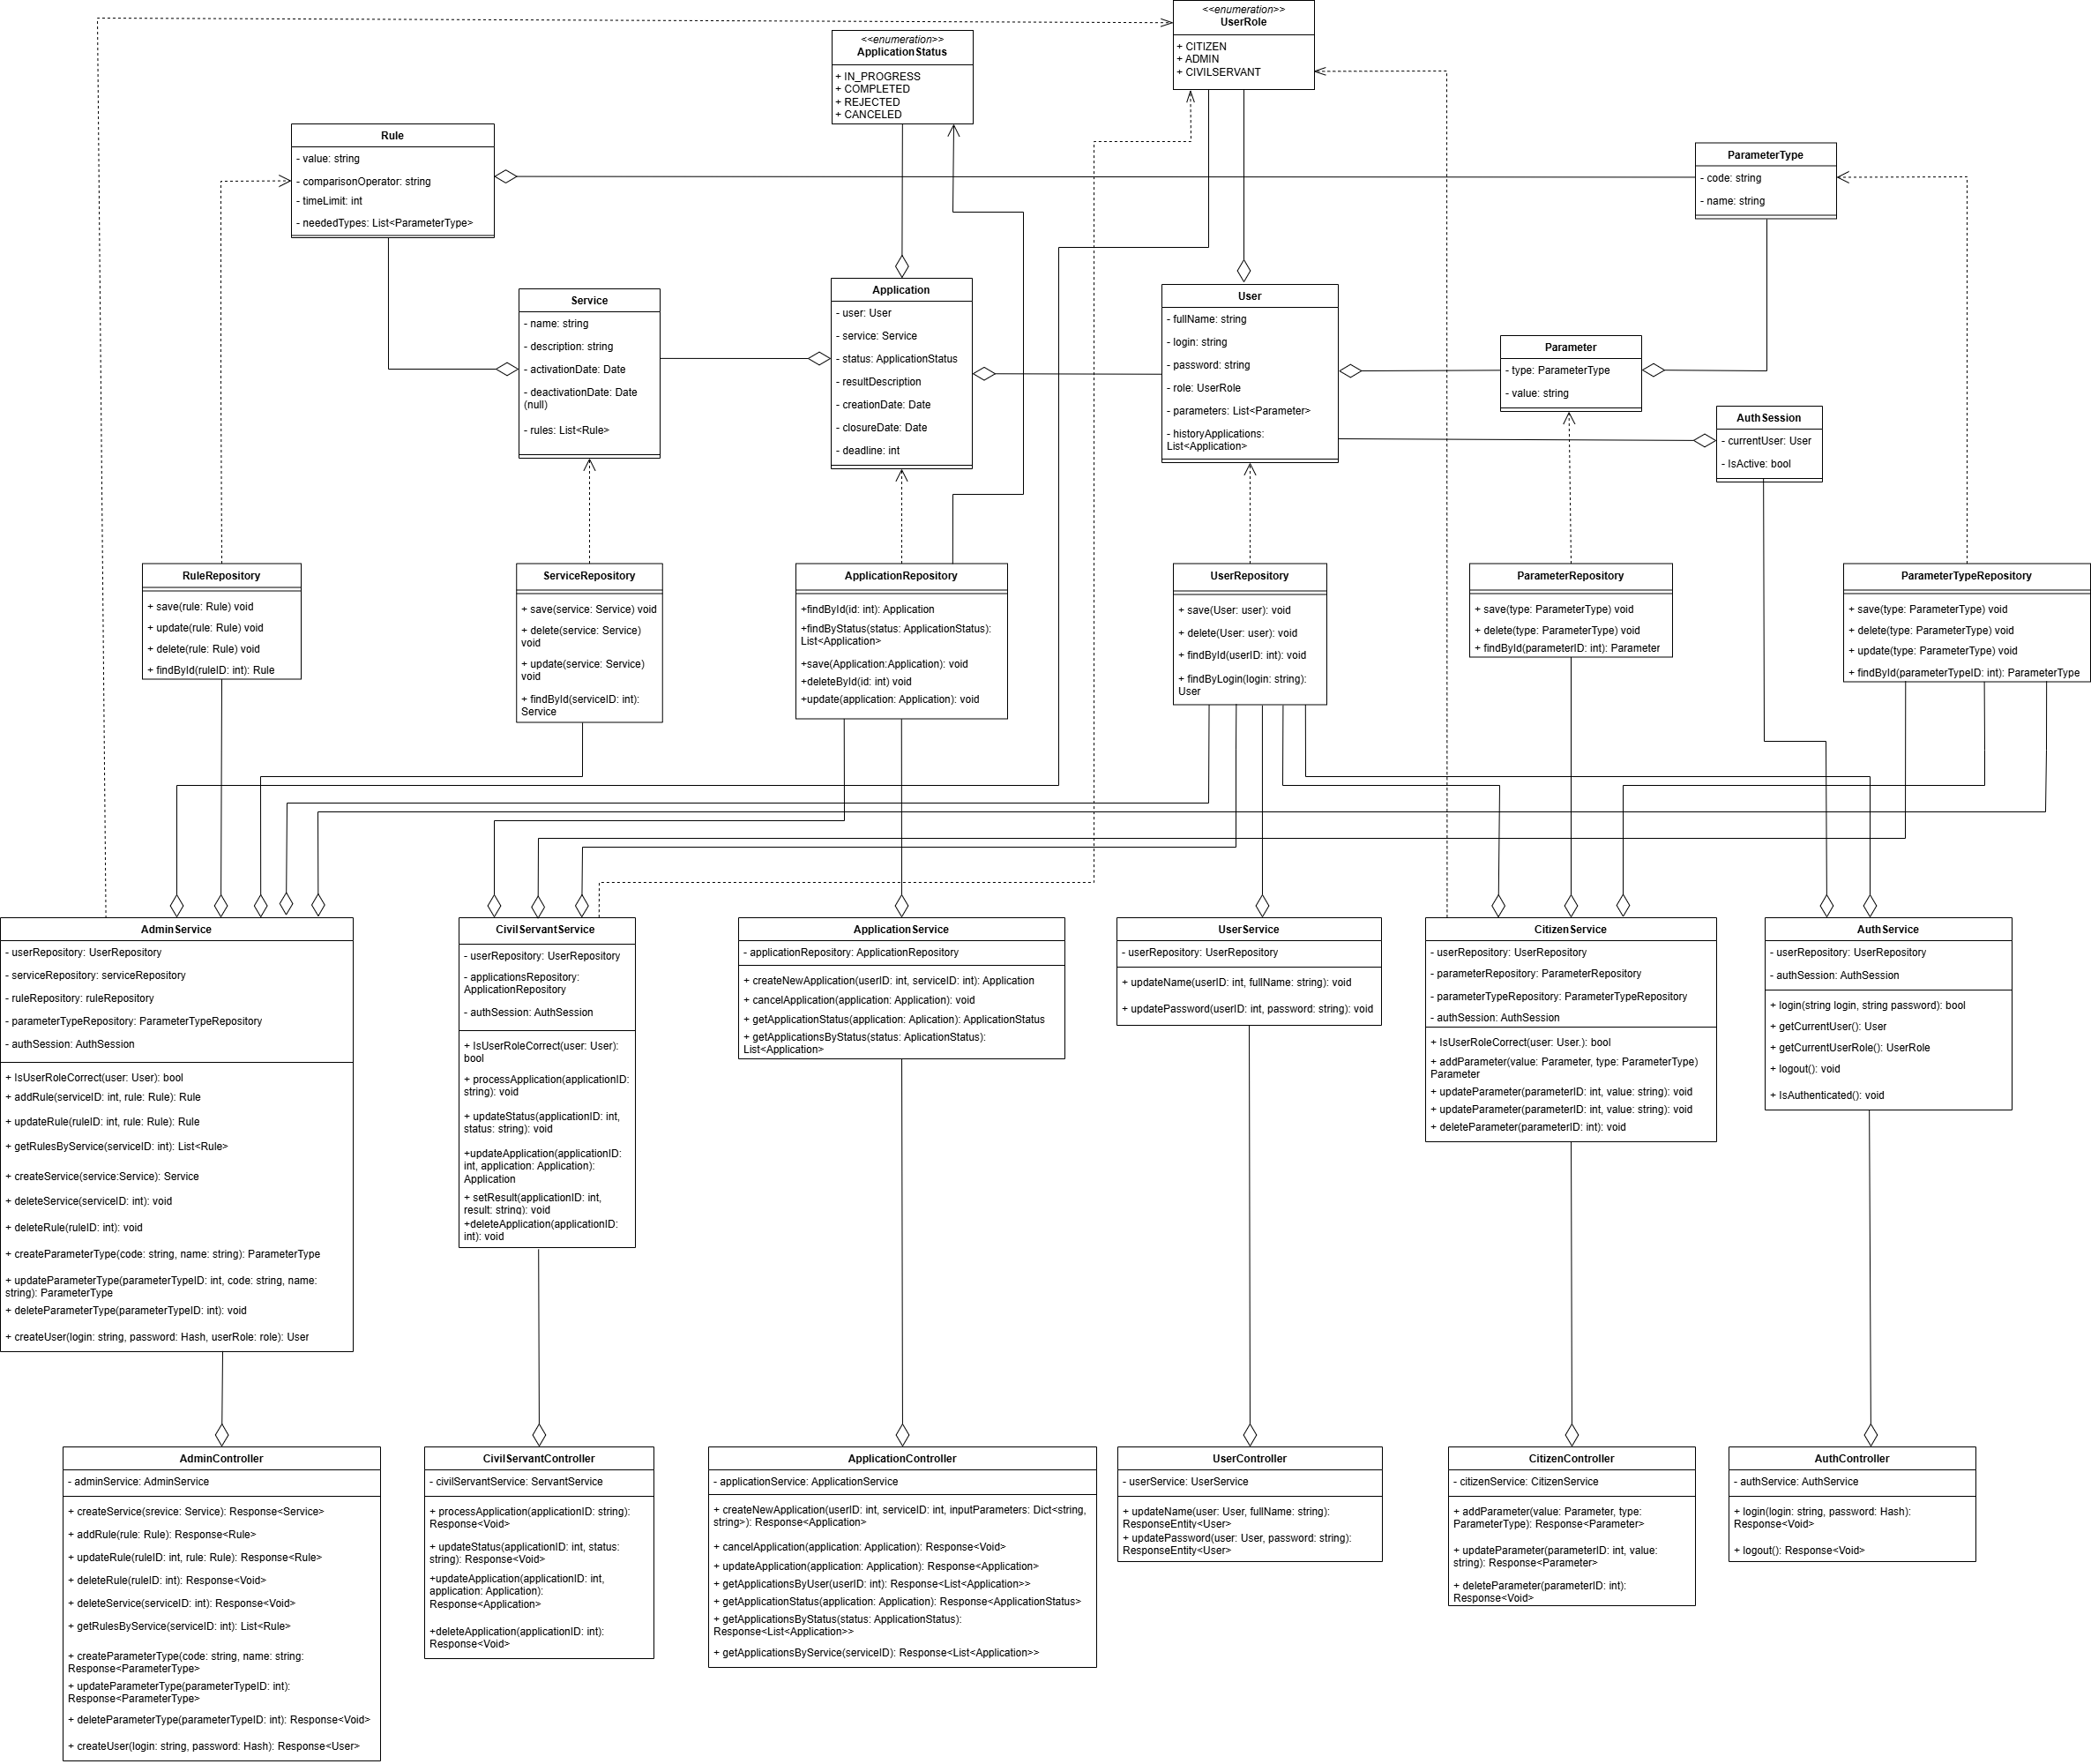 <<enumeration>>
UserRole
+ CITIZEN
+ ADMIN
+ CIVILSERVANT
<<enumeration>>
ApplicationStatus
+ IN_PROGRESS
+ COMPLETED
+ REJECTED
+ CANCELED
Rule
- value: string
- comparisonOperator: string
- timeLimit: int
- neededTypes: List<ParameterType>
ParameterType
- code: string
- name: string
Service
- name: string
- description: string
- activationDate: Date
- deactivationDate: Date
(null)
- rules: List<Rule>
Application
- user: User
- service: Service
- status: ApplicationStatus
- resultDescription
- creationDate: Date
- closureDate: Date
- deadline: int
User
- fullName: string
- login: string
- password: string
- role: UserRole
- parameters: List<Parameter>
- historyApplications:
List<Application>
Parameter
- type: ParameterType
- value: string
AuthSession
- currentUser: User
- IsActive: bool
RuleRepository
+ save(rule: Rule) void
+ update(rule: Rule) void
+ delete(rule: Rule) void
+ findById(ruleID: int): Rule
ServiceRepository
+ save(service: Service) void
+ delete(service: Service)
void
+ update(service: Service)
void
+ findById(serviceID: int):
Service
ApplicationRepository
+findById(id: int): Application
+findByStatus(status: ApplicationStatus):
List<Application>
+save(Application:Application): void
+deleteById(id: int) void
+update(application: Application): void
UserRepository
+ save(User: user): void
+ delete(User: user): void
+ findById(userID: int): void
+ findByLogin(login: string):
User
ParameterRepository
+ save(type: ParameterType) void
+ delete(type: ParameterType) void
+ findById(parameterID: int): Parameter
ParameterTypeRepository
+ save(type: ParameterType) void
+ delete(type: ParameterType) void
+ update(type: ParameterType) void
+ findById(parameterTypeID: int): ParameterType
AdminService
- userRepository: UserRepository
- serviceRepository: serviceRepository
- ruleRepository: ruleRepository
- parameterTypeRepository: ParameterTypeRepository
- authSession: AuthSession
+ IsUserRoleCorrect(user: User): bool
+ addRule(serviceID: int, rule: Rule): Rule
+ updateRule(ruleID: int, rule: Rule): Rule
+ getRulesByService(serviceID: int): List<Rule>
+ createService(service:Service): Service
+ deleteService(serviceID: int): void
+ deleteRule(ruleID: int): void
+ createParameterType(code: string, name: string): ParameterType
+ updateParameterType(parameterTypeID: int, code: string, name:
string): ParameterType
+ deleteParameterType(parameterTypeID: int): void
+ createUser(login: string, password: Hash, userRole: role): User
CivilServantService
- userRepository: UserRepository
- applicationsRepository:
ApplicationRepository
- authSession: AuthSession
+ IsUserRoleCorrect(user: User):
bool
+ processApplication(applicationID:
string): void
+ updateStatus(applicationID: int,
status: string): void
+updateApplication(applicationID:
int, application: Application):
Application
+ setResult(applicationID: int,
result: string): void
+deleteApplication(applicationID:
int): void
ApplicationService
- applicationRepository: ApplicationRepository
+ createNewApplication(userID: int, serviceID: int): Application
+ cancelApplication(application: Application): void
+ getApplicationStatus(application: Aplication): ApplicationStatus
+ getApplicationsByStatus(status: AplicationStatus):
List<Application>
UserService
- userRepository: UserRepository
+ updateName(userID: int, fullName: string): void
+ updatePassword(userID: int, password: string): void
CitizenService
- userRepository: UserRepository
- parameterRepository: ParameterRepository
- parameterTypeRepository: ParameterTypeRepository
- authSession: AuthSession
+ IsUserRoleCorrect(user: User.): bool
+ addParameter(value: Parameter, type: ParameterType)
Parameter
+ updateParameter(parameterID: int, value: string): void
+ updateParameter(parameterID: int, value: string): void
+ deleteParameter(parameterID: int): void
AuthService
- userRepository: UserRepository
- authSession: AuthSession
+ login(string login, string password): bool
+ getCurrentUser(): User
+ getCurrentUserRole(): UserRole
+ logout(): void
+ IsAuthenticated(): void
AdminController
- adminService: AdminService
+ createService(srevice: Service): Response<Service>
+ addRule(rule: Rule): Response<Rule>
+ updateRule(ruleID: int, rule: Rule): Response<Rule>
+ deleteRule(ruleID: int): Response<Void>
+ deleteService(serviceID: int): Response<Void>
+ getRulesByService(serviceID: int): List<Rule>
+ createParameterType(code: string, name: string:
Response<ParameterType>
+ updateParameterType(parameterTypeID: int):
Response<ParameterType>
+ deleteParameterType(parameterTypeID: int): Response<Void>
+ createUser(login: string, password: Hash): Response<User>
CivilServantController
- civilServantService: ServantService
+ processApplication(applicationID: string):
Response<Void>
+ updateStatus(applicationID: int, status:
string): Response<Void>
+updateApplication(applicationID: int,
application: Application):
Response<Application>
+deleteApplication(applicationID: int):
Response<Void>
ApplicationController
- applicationService: ApplicationService
+ createNewApplication(userID: int, serviceID: int, inputParameters: Dict<string,
string>): Response<Application>
+ cancelApplication(application: Application): Response<Void>
+ updateApplication(application: Application): Response<Application>
+ getApplicationsByUser(userID: int): Response<List<Application>>
+ getApplicationStatus(application: Application): Response<ApplicationStatus>
+ getApplicationsByStatus(status: ApplicationStatus):
Response<List<Application>>
+ getApplicationsByService(serviceID): Response<List<Application>>
UserController
- userService: UserService
+ updateName(user: User, fullName: string):
ResponseEntity<User>
+ updatePassword(user: User, password: string):
ResponseEntity<User>
CitizenController
- citizenService: CitizenService
+ addParameter(value: Parameter, type:
ParameterType): Response<Parameter>
+ updateParameter(parameterID: int, value:
string): Response<Parameter>
+ deleteParameter(parameterID: int):
Response<Void>
AuthController
- authService: AuthService
+ login(login: string, password: Hash):
Response<Void>
+ logout(): Response<Void>